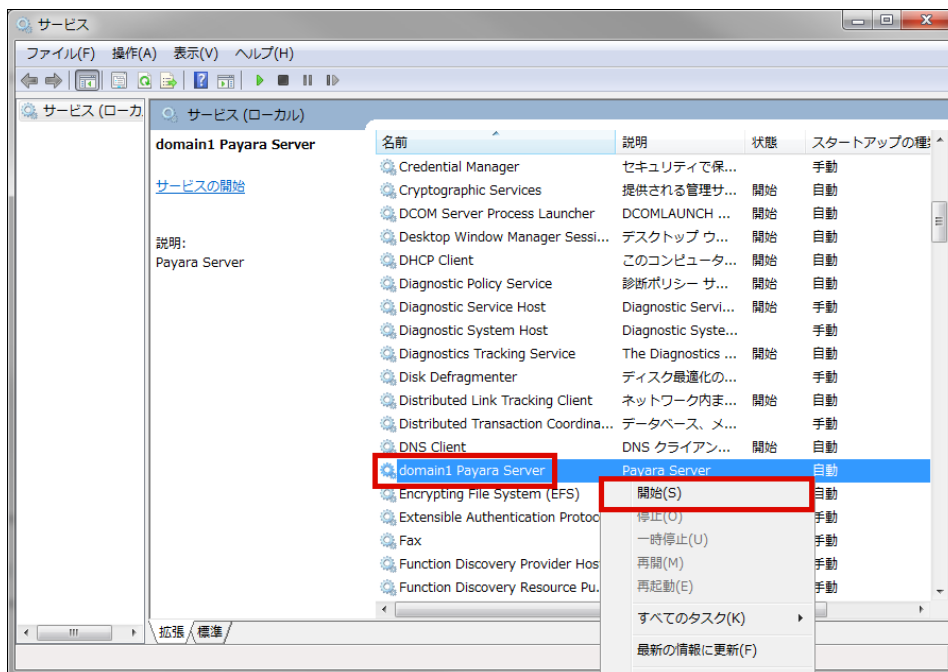 サービス
ファイル(F) 操作(A) 表示(V) ヘルプ(H)
サービス (ローカ
サービス (ローカル)
domain1 Payara Server
サービスの開始
説明:
Payara Server
名前 説明 状態 スタートアップの種
Credential Manager セキュリティで保... 手動
Cryptographic Services 提供される管理サ... 開始 自動
DCOM Server Process Launcher DCOMLAUNCH ... 開始 自動
Desktop Window Manager Sessi... デスクトップ ウ... 開始 自動
DHCP Client このコンピュータ... 開始 自動
Diagnostic Policy Service 診断ポリシー サ... 開始 自動
Diagnostic Service Host Diagnostic Servi... 開始 手動
Diagnostic System Host Diagnostic Syste... 手動
Diagnostics Tracking Service The Diagnostics ... 開始 自動
Disk Defragmenter ディスク最適化の... 手動
Distributed Link Tracking Client ネットワーク内ま... 開始 自動
Distributed Transaction Coordina... データベース、メ... 手動
DNS Client DNS クライアン... 開始 自動
domain1 Payara Server Payara Server 自動
Encrypting File System (EFS) 手動
Extensible Authentication Protoc 手動
Fax 手動
Function Discovery Provider Hos 手動
Function Discovery Resource Pu. 手動
開始(S)
停止(O)
一時停止(U)
再開(M)
再起動(E)
すべてのタスク(K)
最新の情報に更新(F)
拡張 標準